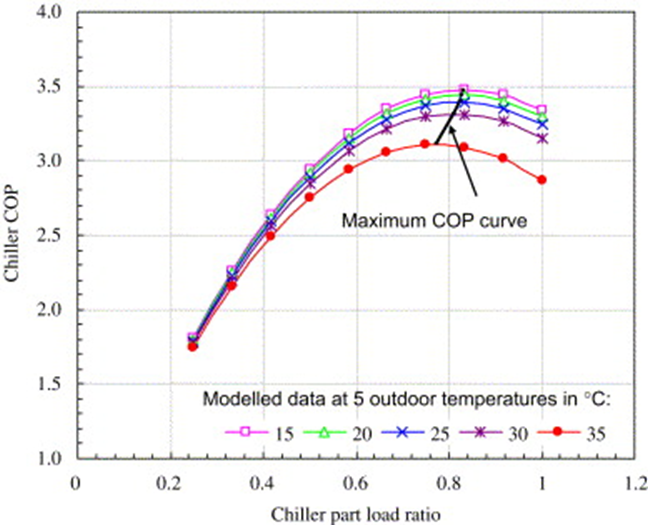 4.0
3.5
3.0
2.5
2.0
1.5
1.0
Chiller COP
Maximum COP curve
Modelled data at 5 outdoor temperatures in °C:
15 20 25 30 35
0 0.2 0.4 0.6 0.8 1 1.2
Chiller part load ratio